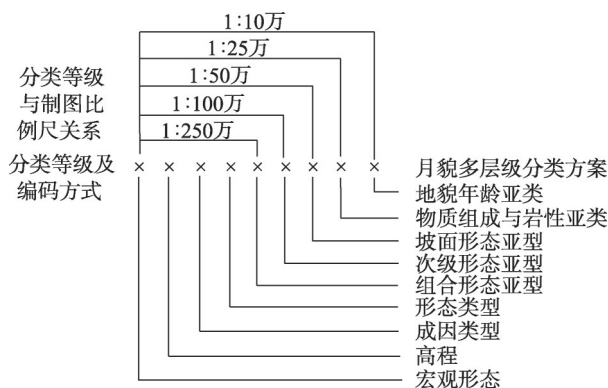 1∶10万
1∶25万
1∶50万
1∶100万
1∶250万
分类等级
与制图比
例尺关系
分类等级及
编码方式
× × × × × × × × ×
月貌多层级分类方案
地貌年龄亚类
物质组成与岩性亚类
坡面形态亚型
次级形态亚型
组合形态亚型
形态类型
成因类型
高程
宏观形态